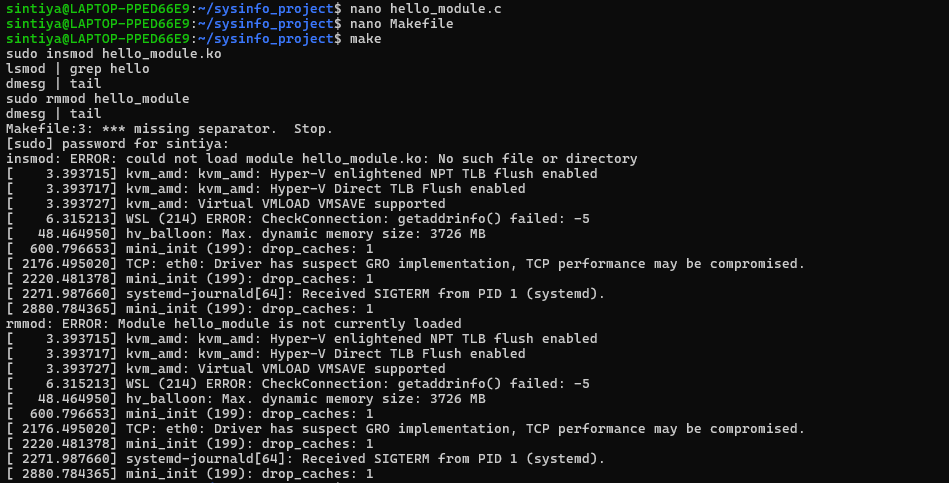 sintiya@LAPTOP-PPED66E9:~/sysinfo_project$ nano hello_module.c
sintiya@LAPTOP-PPED66E9:~/sysinfo_project$ nano Makefile
sintiya@LAPTOP-PPED66E9:~/sysinfo_project$ make
sudo insmod hello_module.ko
lsmod | grep hello
dmesg | tail
sudo rmmod hello_module
dmesg | tail
Makefile:3: *** missing separator.  Stop.
[sudo] password for sintiya:
insmod: ERROR: could not load module hello_module.ko: No such file or directory
[    3.393715] kvm_amd: kvm_amd: Hyper-V enlightened NPT TLB flush enabled
[    3.393717] kvm_amd: kvm_amd: Hyper-V Direct TLB Flush enabled
[    3.393727] kvm_amd: Virtual VMLOAD VMSAVE supported
[    6.315213] WSL (214) ERROR: CheckConnection: getaddrinfo() failed: -5
[   48.464950] hv_balloon: Max. dynamic memory size: 3726 MB
[  600.796653] mini_init (199): drop_caches: 1
[ 2176.495020] TCP: eth0: Driver has suspect GRO implementation, TCP performance may be compromised.
[ 2220.481378] mini_init (199): drop_caches: 1
[ 2271.987660] systemd-journald[64]: Received SIGTERM from PID 1 (systemd).
[ 2880.784365] mini_init (199): drop_caches: 1
rmmod: ERROR: Module hello_module is not currently loaded
[    3.393715] kvm_amd: kvm_amd: Hyper-V enlightened NPT TLB flush enabled
[    3.393717] kvm_amd: kvm_amd: Hyper-V Direct TLB Flush enabled
[    3.393727] kvm_amd: Virtual VMLOAD VMSAVE supported
[    6.315213] WSL (214) ERROR: CheckConnection: getaddrinfo() failed: -5
[   48.464950] hv_balloon: Max. dynamic memory size: 3726 MB
[  600.796653] mini_init (199): drop_caches: 1
[ 2176.495020] TCP: eth0: Driver has suspect GRO implementation, TCP performance may be compromised.
[ 2220.481378] mini_init (199): drop_caches: 1
[ 2271.987660] systemd-journald[64]: Received SIGTERM from PID 1 (systemd).
[ 2880.784365] mini_init (199): drop_caches: 1